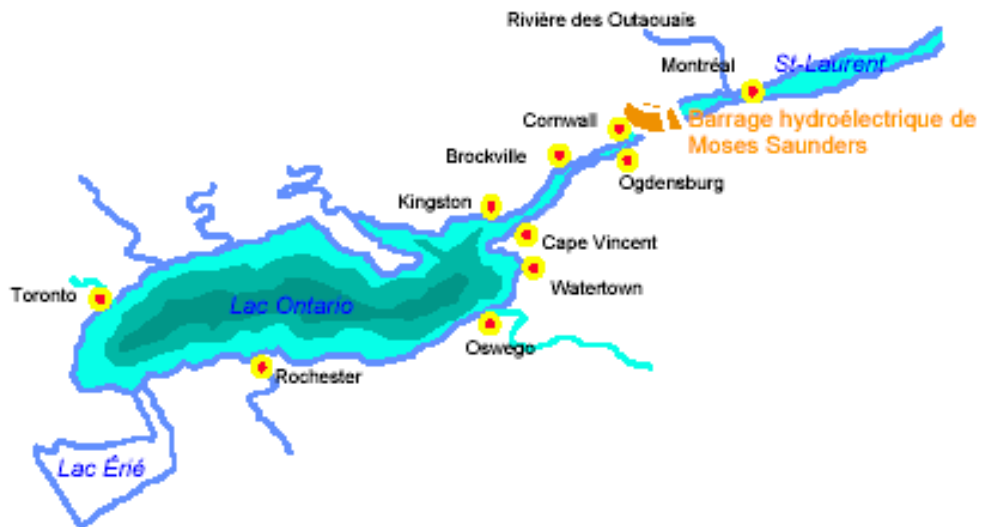 Rivière des Outaouais
Montréal
St-Laurent
Cornwall
Barrage hydroélectrique de
Moses Saunders
Brockville
Ogdensburg
Kingston
Cape Vincent
Watertown
Toronto
Lac Ontario
Oswego
Rochester
Lac Érié